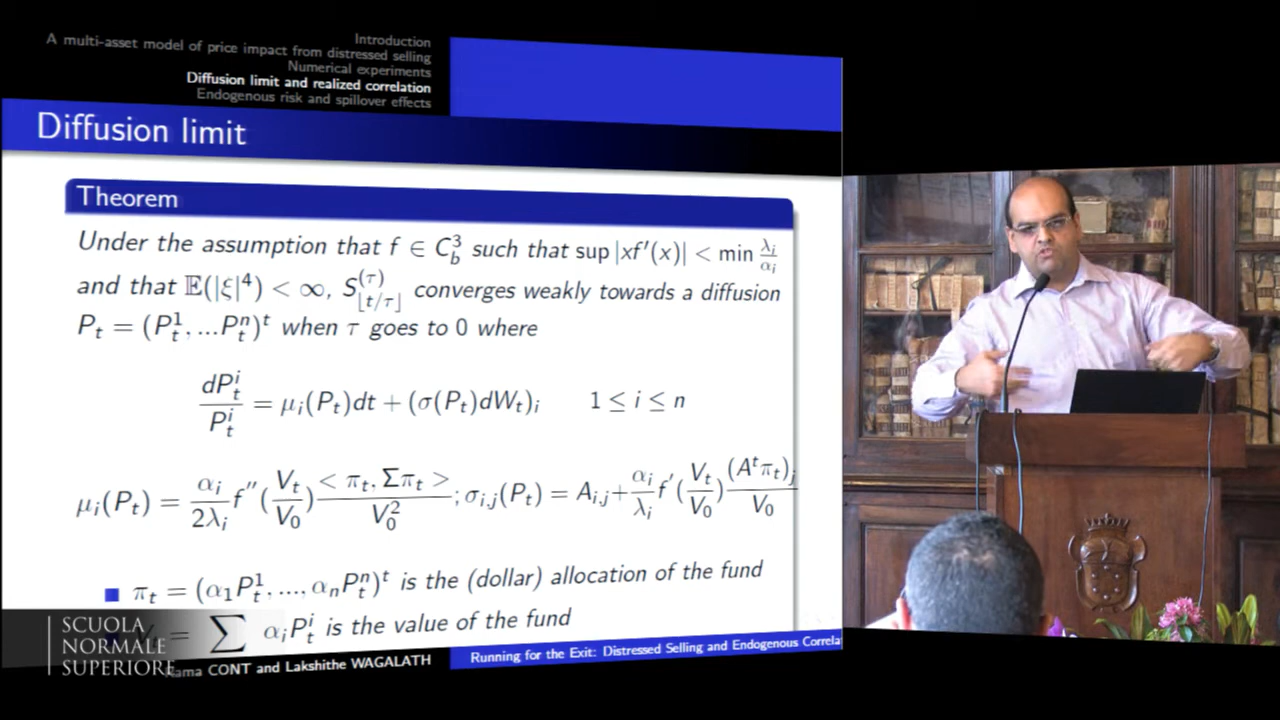 Introduction
A multi-asset model of price impact from distressed selling
Numerical experiments
Diffusion limit and realized correlation
Endogenous risk and spillover effects
Diffusion limit
Theorem
Under the assumption that f ∈ C_b^3 such that sup |xf′(x)| < min λ_i/α_i
and that 𝔼(|ξ|^4) < ∞, S^{(τ)}_{⌊t/τ⌋} converges weakly towards a diffusion
P_t = (P_t^1, ...P_t^n)^t when τ goes to 0 where
dP_t^i/P_t^i = μ_i(P_t)dt + (σ(P_t)dW_t)_i 1 ≤ i ≤ n
μ_i(P_t) = α_i/2λ_i f″(V_t/V_0) < π_t, Σπ_t >/V_0^2 ; σ_{i,j}(P_t) = A_{i,j} + α_i/λ_i f′(V_t/V_0) (A^tπ_t)_j/V_0
π_t = (α_1P_t^1, ..., α_nP_t^n)^t is the (dollar) allocation of the fund
= ∑ α_iP_t^i is the value of the fund
SCUOLA
NORMALE
SUPERIORE
Rama CONT and Lakshithe WAGALATH
Running for the Exit: Distressed Selling and Endogenous Correla